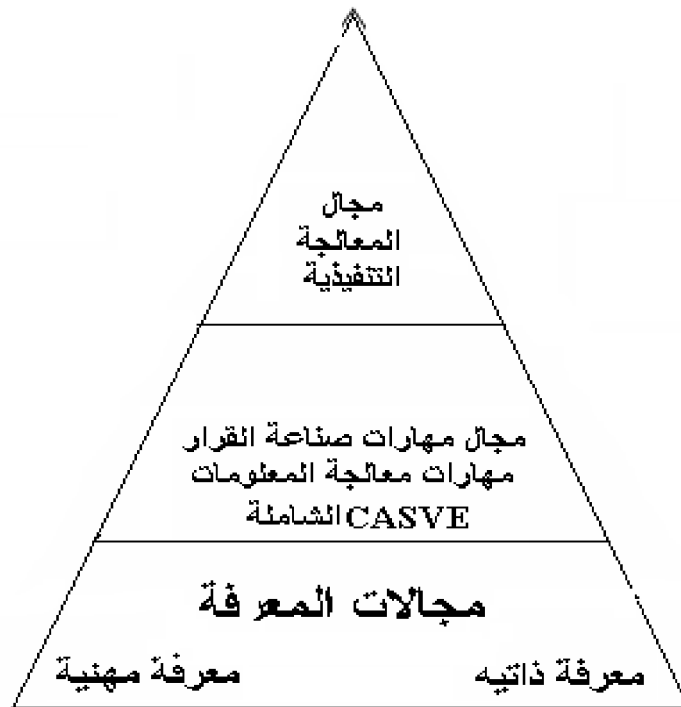 مجال
المعالجة
التنفيذية
مجال مهارات صناعة القرار
مهارات معالجة المعلومات
الشاملة CASVE
مجالات المعرفة
معرفة ذاتيه
معرفة مهنية